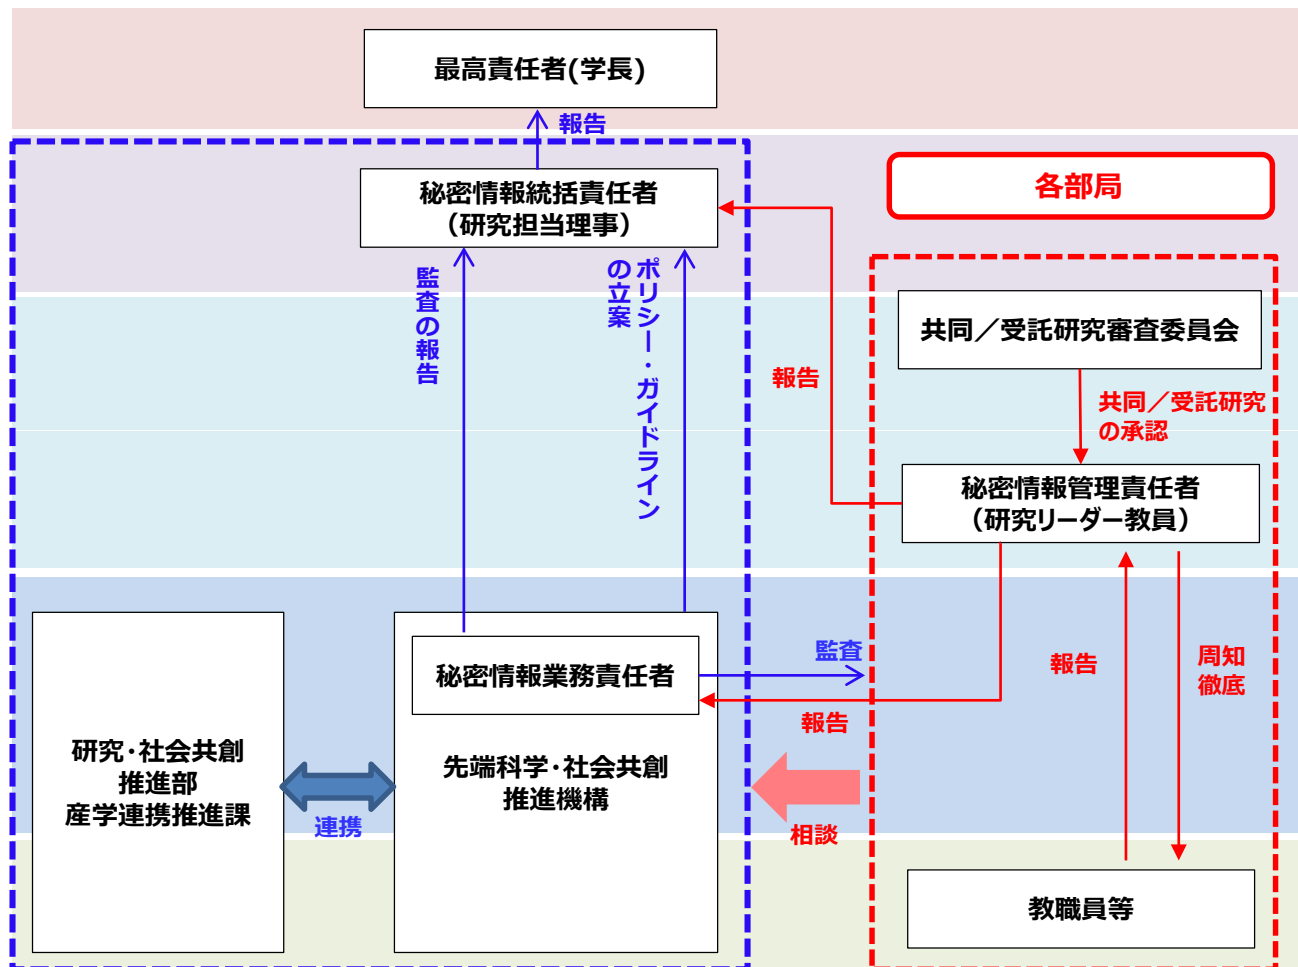 最高責任者(学長)
報告
秘密情報統括責任者
（研究担当理事）
各部局
監査の報告
ポリシー・ガイドライン
の立案
共同／受託研究審査委員会
報告
共同／受託研究
の承認
秘密情報管理責任者
（研究リーダー教員）
秘密情報業務責任者
監査
報告
報告
周知
徹底
研究・社会共創
推進部
産学連携推進課
連携
先端科学・社会共創
推進機構
相談
教職員等